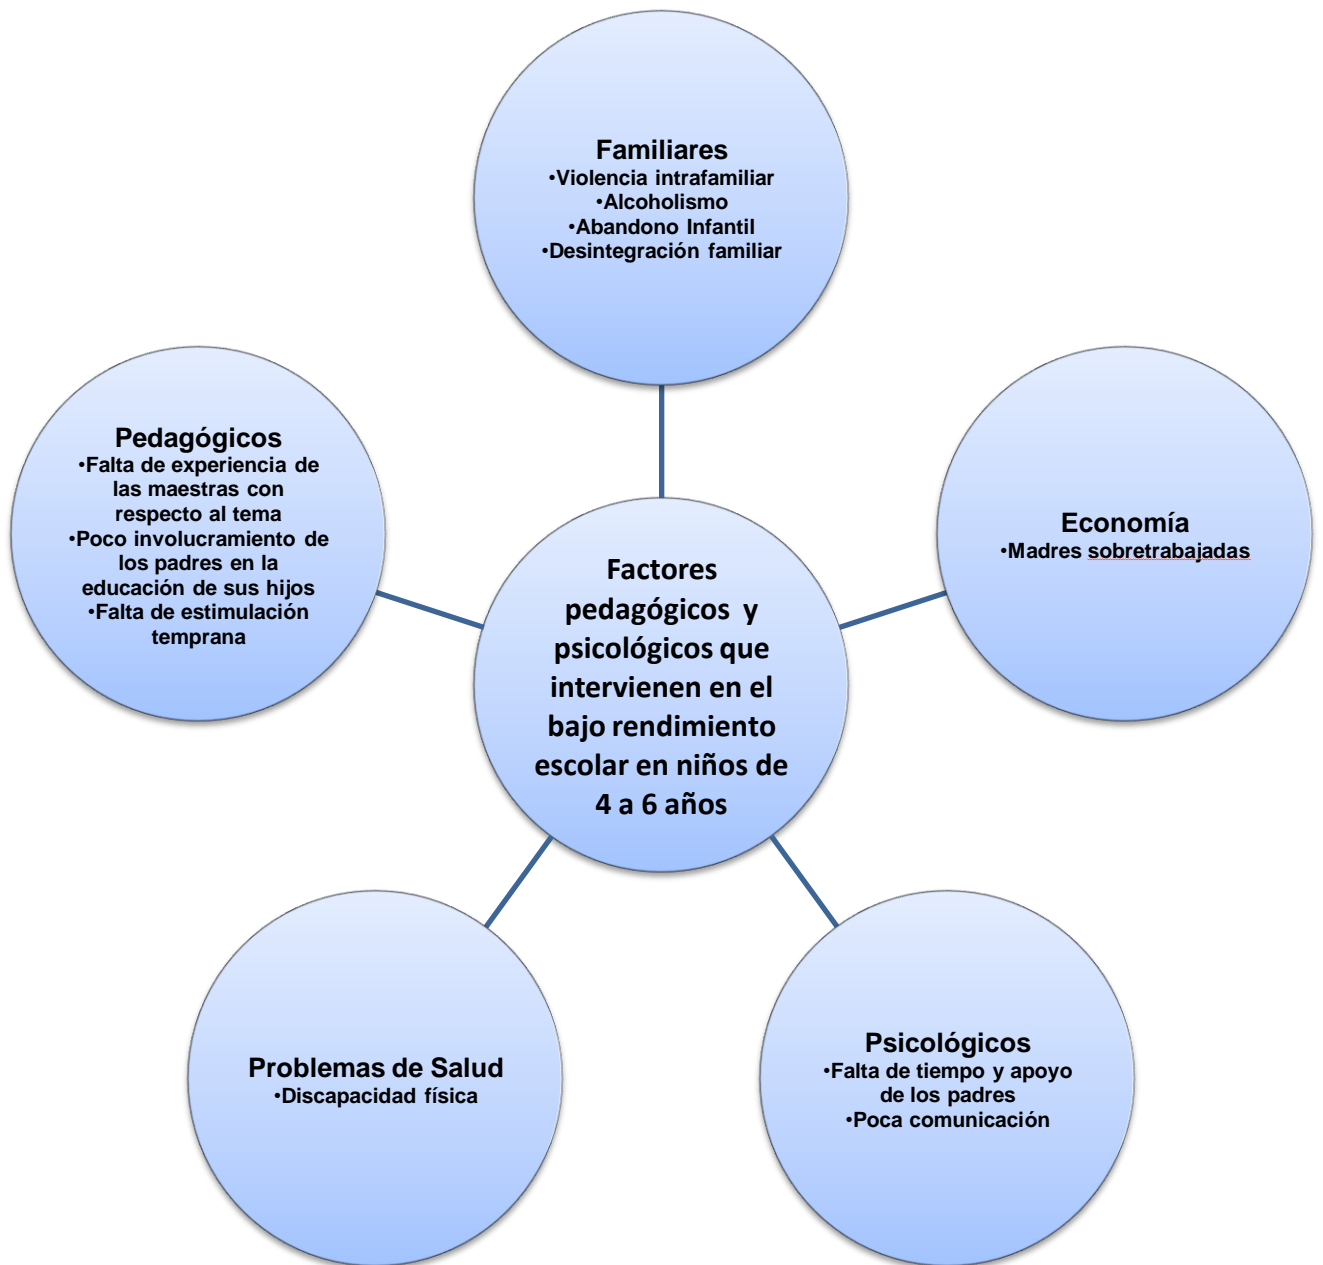 Familiares
•Violencia intrafamiliar
•Alcoholismo
•Abandono Infantil
•Desintegración familiar
Pedagógicos
•Falta de experiencia de
las maestras con
respecto al tema
•Poco involucramiento de
los padres en la
educación de sus hijos
•Falta de estimulación
temprana
Economía
•Madres sobretrabajadas
Factores
pedagógicos y
psicológicos que
intervienen en el
bajo rendimiento
escolar en niños de
4 a 6 años
Problemas de Salud
•Discapacidad física
Psicológicos
•Falta de tiempo y apoyo
de los padres
•Poca comunicación